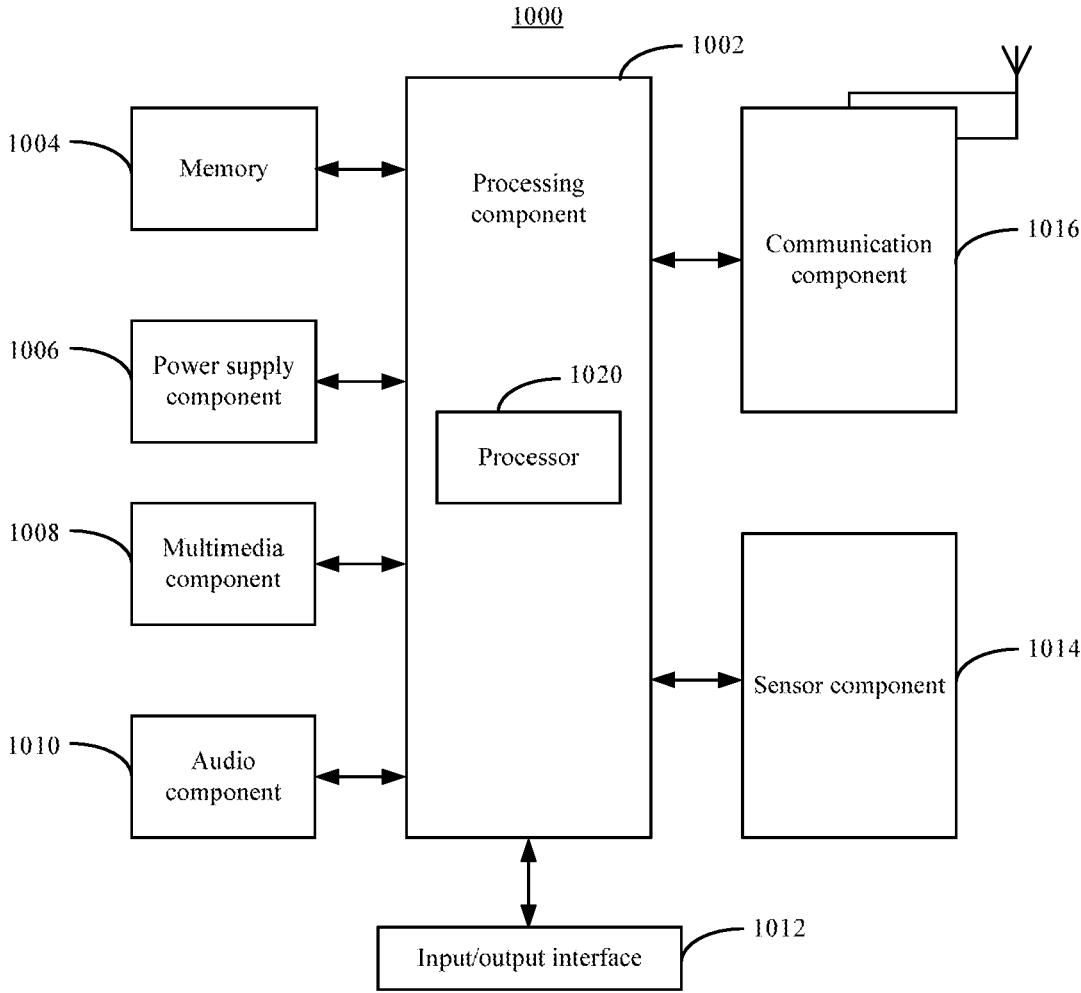 1000
1002
1004
Memory
Processing
component
Communication
component
1016
1006
Power supply
component
1020
Processor
1008
Multimedia
component
1014
Sensor component
1010
Audio
component
1012
Input/output interface